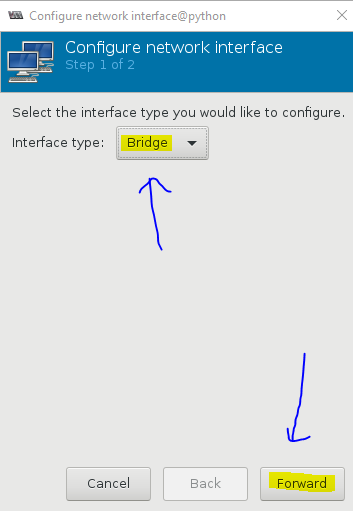 Configure network interface@python
Configure network interface
Step 1 of 2
Select the interface type you would like to configure.
Interface type: Bridge
Cancel Back Forward